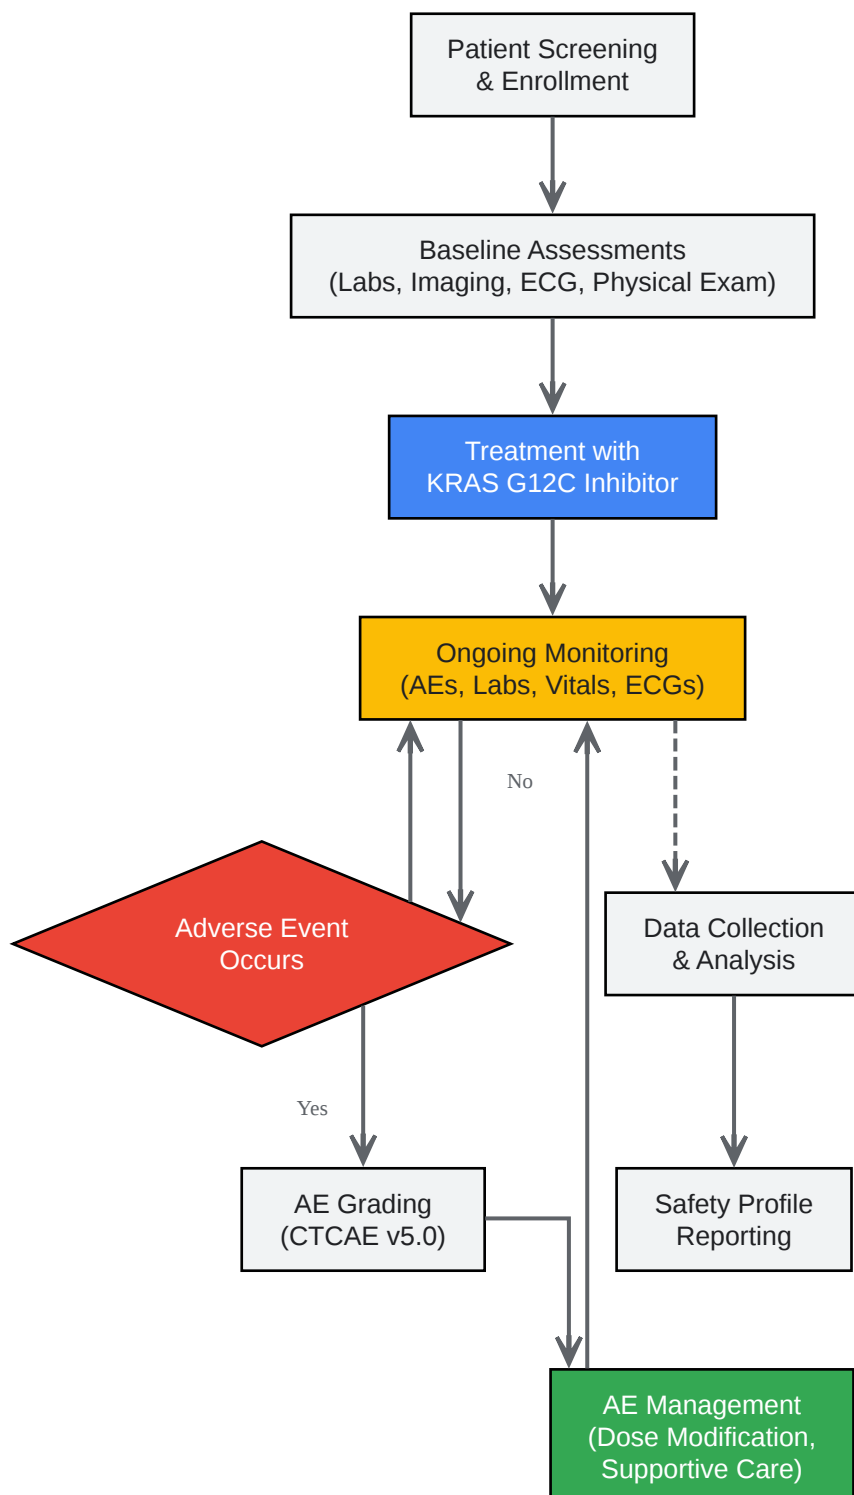 Patient Screening
& Enrollment
Baseline Assessments
(Labs, Imaging, ECG, Physical Exam)
Treatment with
KRAS G12C Inhibitor
Ongoing Monitoring
(AEs, Labs, Vitals, ECGs)
No
Adverse Event
Occurs
Data Collection
& Analysis
Yes
AE Grading
(CTCAE v5.0)
Safety Profile
Reporting
AE Management
(Dose Modification,
Supportive Care)